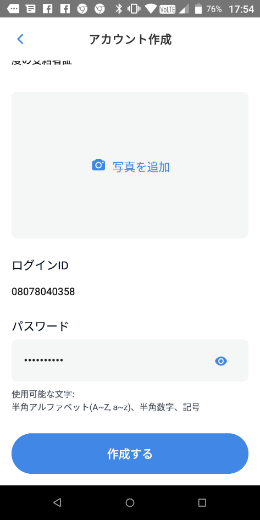 76% 17:54
アカウント作成
写真を追加
ログインID
08078040358
パスワード
••••••••••
使用可能な文字:
半角アルファベット(A~Z, a~z)、半角数字、記号
作成する